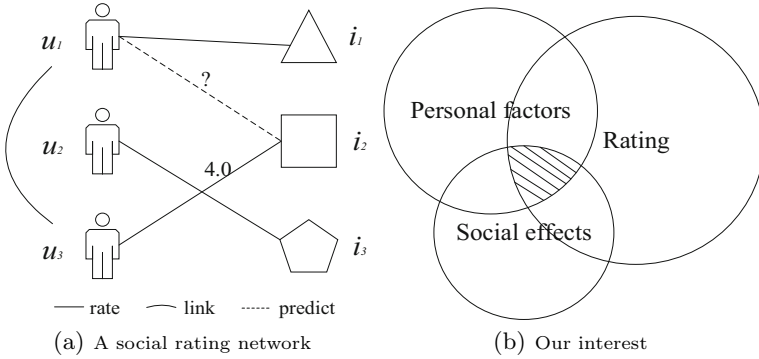 u1
i1
?
u2
i2
4.0
u3
i3
rate
link
predict
(a) A social rating network
Personal factors
Rating
Social effects
(b) Our interest